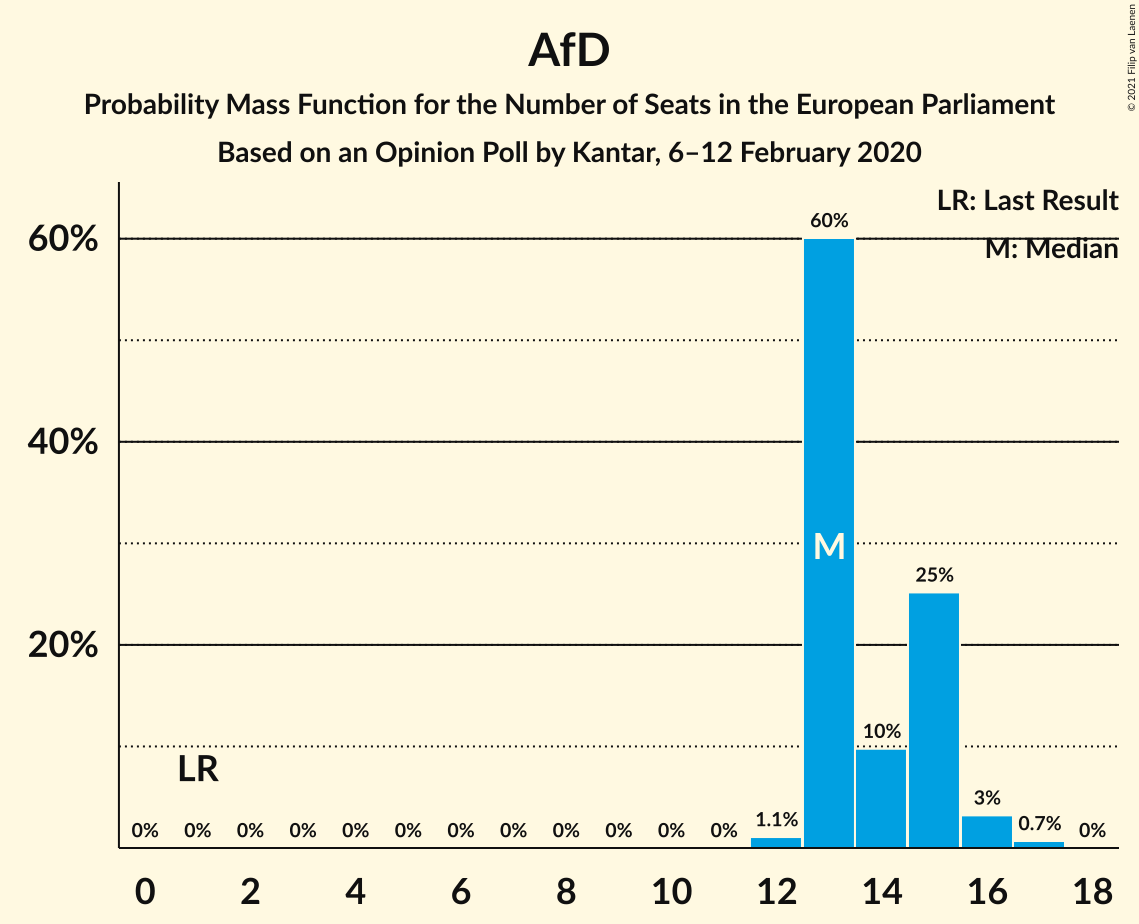 AfD
Probability Mass Function for the Number of Seats in the European Parliament
Based on an Opinion Poll by Kantar, 6–12 February 2020
© 2021 Filip van Laenen
LR: Last Result
M: Median
60%
40%
20%
60%
M
25%
10%
LR
0% 0% 0% 0% 0% 0% 0% 0% 0% 0% 0% 0% 1.1% 3% 0.7% 0%
0 2 4 6 8 10 12 14 16 18